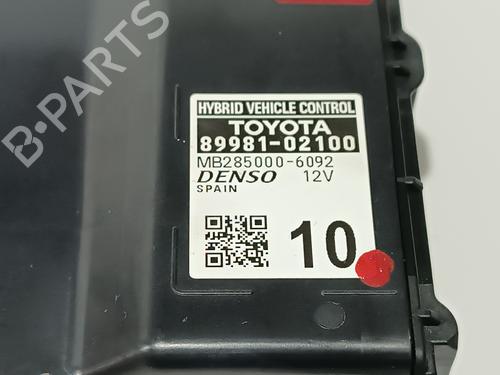 HYBRID VEHICLE CONTROL
TOYOTA
89981-02100
MB285000-6092
DENSO 12V
SPAIN
10
B-PARTS